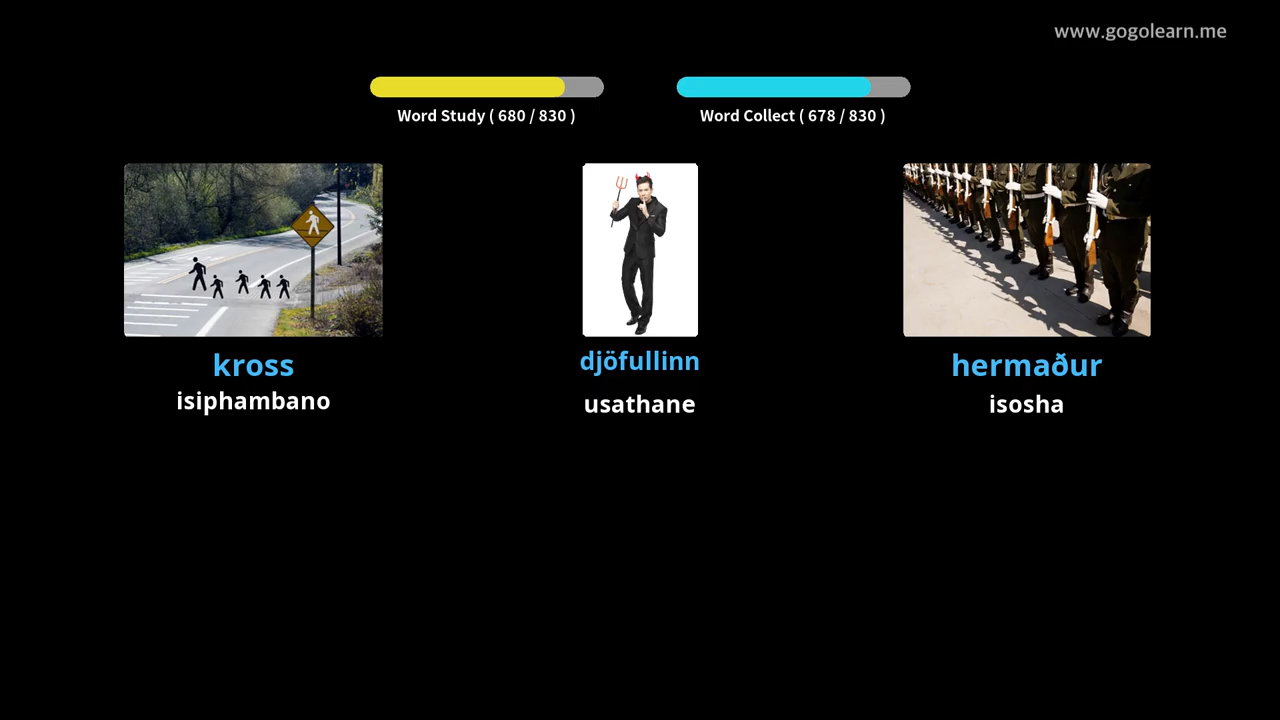 www.gogolearn.me
Word Study ( 680 / 830 )
Word Collect ( 678 / 830 )
kross
djöfullinn
hermaður
isiphambano
usathane
isosha